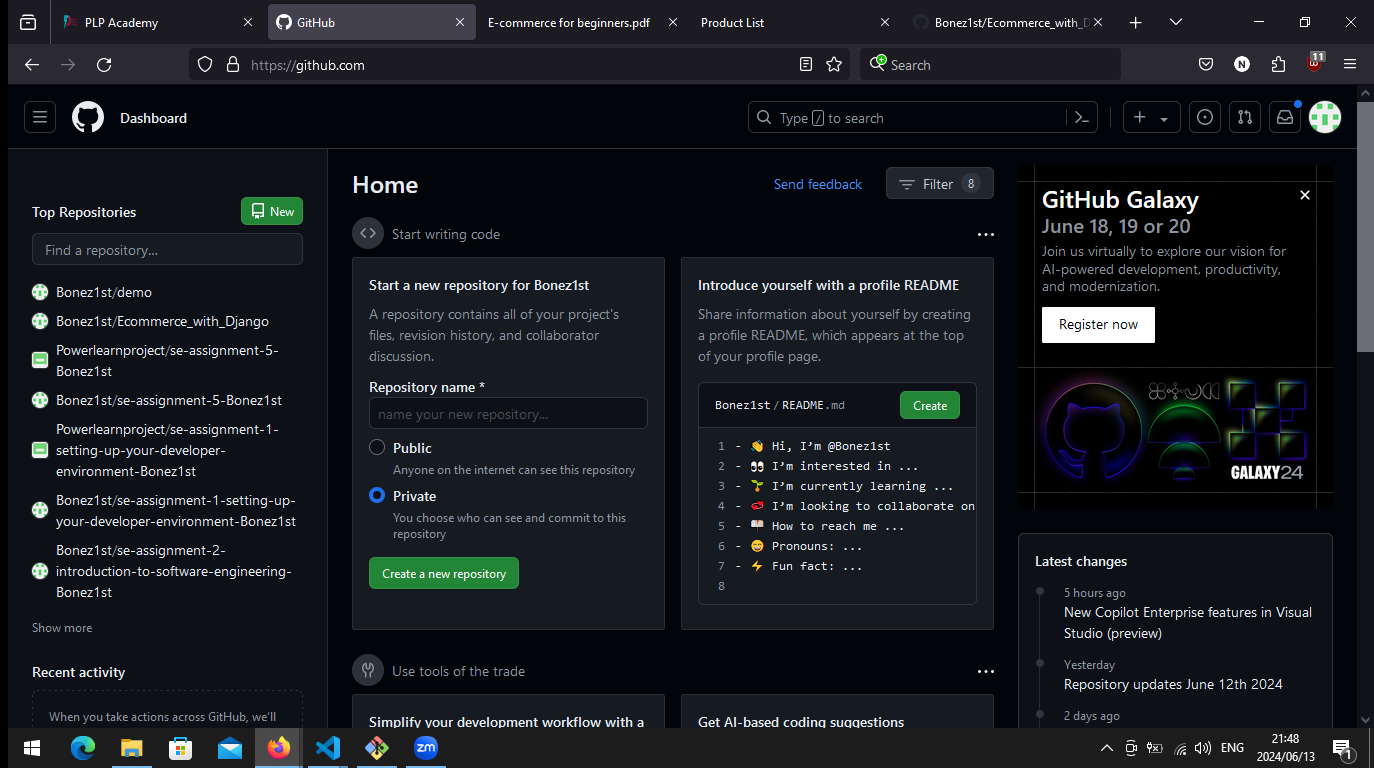 PLP Academy
GitHub
E-commerce for beginners.pdf
Product List
Bonez1st/Ecommerce_with_D
https://github.com
Search
11
N
Dashboard
Type / to search
Top Repositories
New
Find a repository...
Bonez1st/demo
Bonez1st/Ecommerce_with_Django
Powerlearnproject/se-assignment-5-
Bonez1st
Bonez1st/se-assignment-5-Bonez1st
Powerlearnproject/se-assignment-1-
setting-up-your-developer-
environment-Bonez1st
Bonez1st/se-assignment-1-setting-up-
your-developer-environment-Bonez1st
Bonez1st/se-assignment-2-
introduction-to-software-engineering-
Bonez1st
Show more
Recent activity
When you take actions across GitHub, we'll
Home
Send feedback
Filter 8
Start writing code
Start a new repository for Bonez1st
A repository contains all of your project's
files, revision history, and collaborator
discussion.
Repository name *
name your new repository...
Public
Anyone on the internet can see this repository
Private
You choose who can see and commit to this
repository
Create a new repository
Introduce yourself with a profile README
Share information about yourself by creating
a profile README, which appears at the top
of your profile page.
Bonez1st / README.md
Create
1 - 👋 Hi, I'm @Bonez1st
2 - 👀 I'm interested in ...
3 - 🌱 I'm currently learning ...
4 - 💞️ I'm looking to collaborate on
5 - 📫 How to reach me ...
6 - 😄 Pronouns: ...
7 - ⚡ Fun fact: ...
8
Use tools of the trade
Simplify your development workflow with a
Get AI-based coding suggestions
GitHub Galaxy
June 18, 19 or 20
Join us virtually to explore our vision for
AI-powered development, productivity,
and modernization.
Register now
GALAXY24
Latest changes
5 hours ago
New Copilot Enterprise features in Visual
Studio (preview)
Yesterday
Repository updates June 12th 2024
2 days ago
zm
ENG
21:48
2024/06/13
1